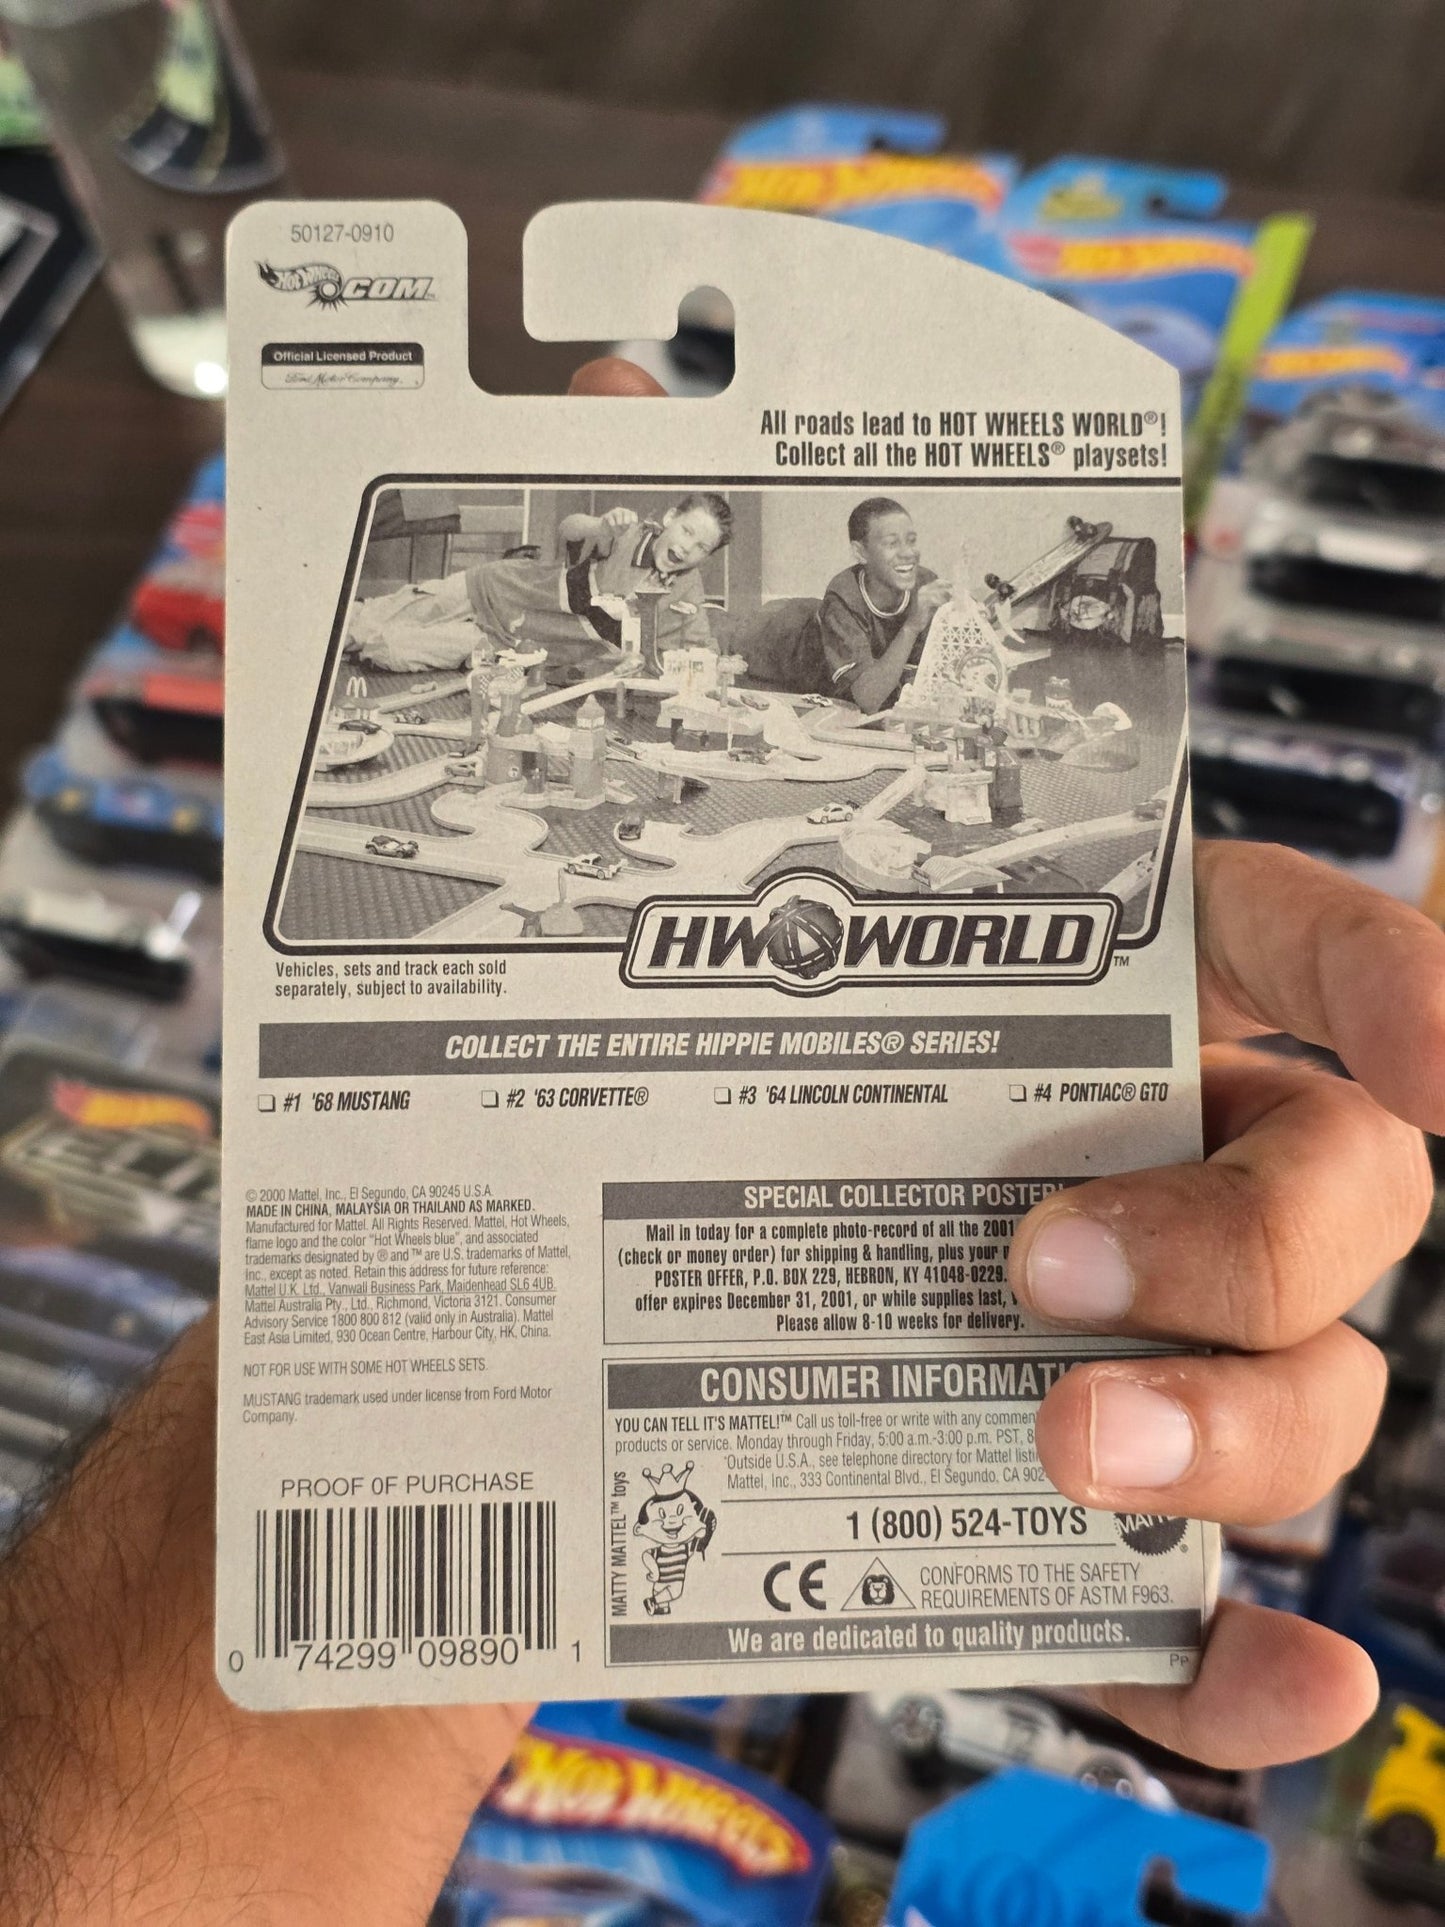 50127-0910
HOT WHEELS .COM
Official Licensed Product
Ford Motor Company
All roads lead to HOT WHEELS WORLD®!
Collect all the HOT WHEELS® playsets!
HW WORLD™
Vehicles, sets and track each sold
separately, subject to availability.
COLLECT THE ENTIRE HIPPIE MOBILES® SERIES!
#1 '68 MUSTANG
#2 '63 CORVETTE®
#3 '64 LINCOLN CONTINENTAL
#4 PONTIAC® GTO
© 2000 Mattel, Inc., El Segundo, CA 90245 U.S.A.
MADE IN CHINA, MALAYSIA OR THAILAND AS MARKED.
Manufactured for Mattel. All Rights Reserved. Mattel, Hot Wheels,
flame logo and the color "Hot Wheels blue", and associated
trademarks designated by ® and ™ are U.S. trademarks of Mattel,
Inc., except as noted. Retain this address for future reference:
Mattel U.K. Ltd., Vanwall Business Park, Maidenhead SL6 4UB.
Mattel Australia Pty., Ltd., Richmond, Victoria 3121. Consumer
Advisory Service 1800 800 812 (valid only in Australia). Mattel
East Asia Limited, 930 Ocean Centre, Harbour City, HK, China.
NOT FOR USE WITH SOME HOT WHEELS SETS.
MUSTANG trademark used under license from Ford Motor
Company.
PROOF OF PURCHASE
0 74299 09890 1
SPECIAL COLLECTOR POSTER!
Mail in today for a complete photo-record of all the 2001
(check or money order) for shipping & handling, plus your
POSTER OFFER, P.O. BOX 229, HEBRON, KY 41048-0229.
offer expires December 31, 2001, or while supplies last,
Please allow 8-10 weeks for delivery.
CONSUMER INFORMATI
YOU CAN TELL IT'S MATTEL!™ Call us toll-free or write with any commen
products or service. Monday through Friday, 5:00 a.m.-3:00 p.m. PST, 8
*Outside U.S.A., see telephone directory for Mattel listi
Mattel, Inc., 333 Continental Blvd., El Segundo, CA 902
MATTY MATTEL™ toys
1 (800) 524-TOYS
MATTEL®
CE
CONFORMS TO THE SAFETY
REQUIREMENTS OF ASTM F963.
We are dedicated to quality products.
PP
Hot Wheels